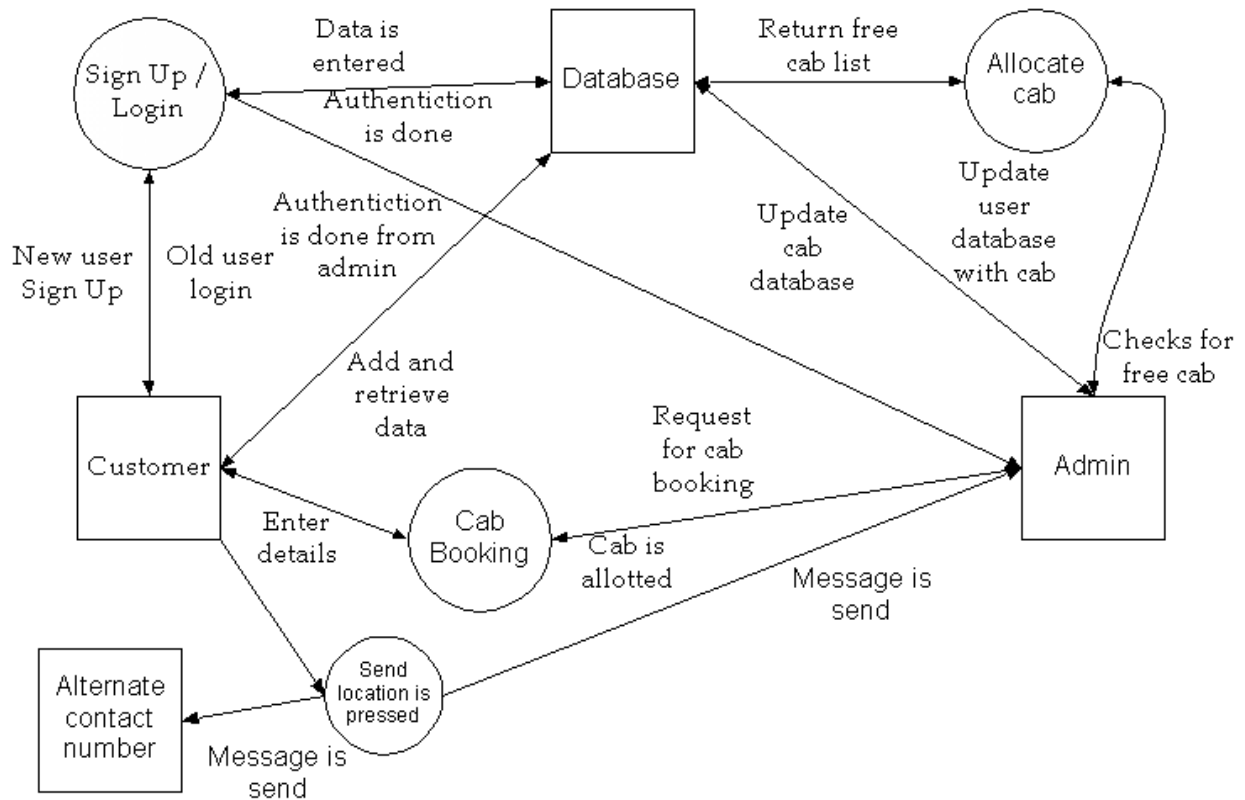 Data is
entered
Return free
cab list
Sign Up /
Login
Database
Allocate
cab
Authentiction
is done
Authentiction
is done from
admin
Update
cab
database
Update
user
database
with cab
New user
Sign Up
Old user
login
Add and
retrieve
data
Checks for
free cab
Request
for cab
booking
Customer
Admin
Enter
details
Cab
Booking
Cab is
allotted
Message is
send
Send
location is
pressed
Alternate
contact
number
Message is
send